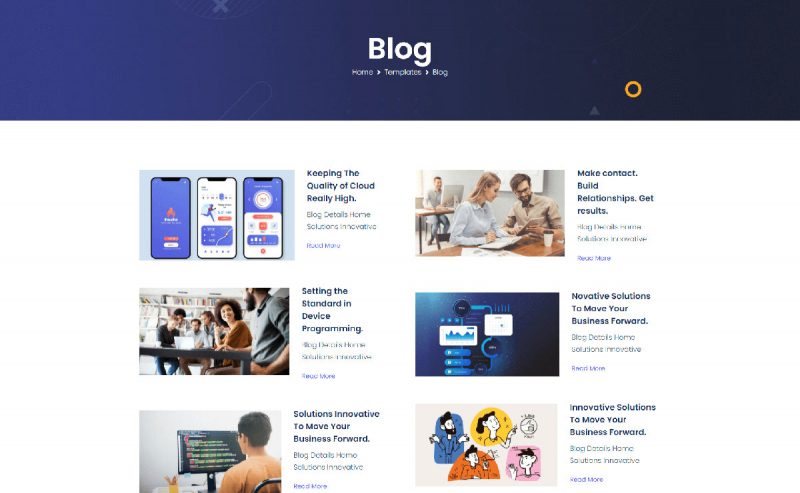 Blog
Home > Templates > Blog
Keeping The
Quality of Cloud
Really High.
Blog Details Home
Solutions Innovative
Read More
Make contact.
Build
Relationships. Get
results.
Blog Details Home
Solutions Innovative
Read More
Setting the
Standard in
Device
Programming.
Blog Details Home
Solutions Innovative
Read More
Novative Solutions
To Move Your
Business Forward.
Blog Details Home
Solutions Innovative
Read More
Solutions Innovative
To Move Your
Business Forward.
Blog Details Home
Solutions Innovative
Read More
Innovative Solutions
To Move Your
Business Forward.
Blog Details Home
Solutions Innovative
Read More